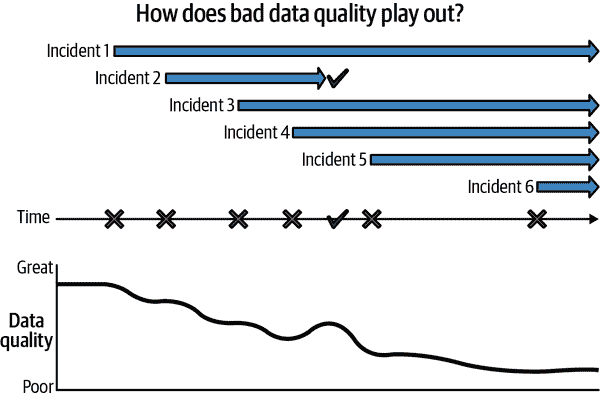 How does bad data quality play out?
Incident 1
Incident 2
Incident 3
Incident 4
Incident 5
Incident 6
Time
Great
Data
quality
Poor